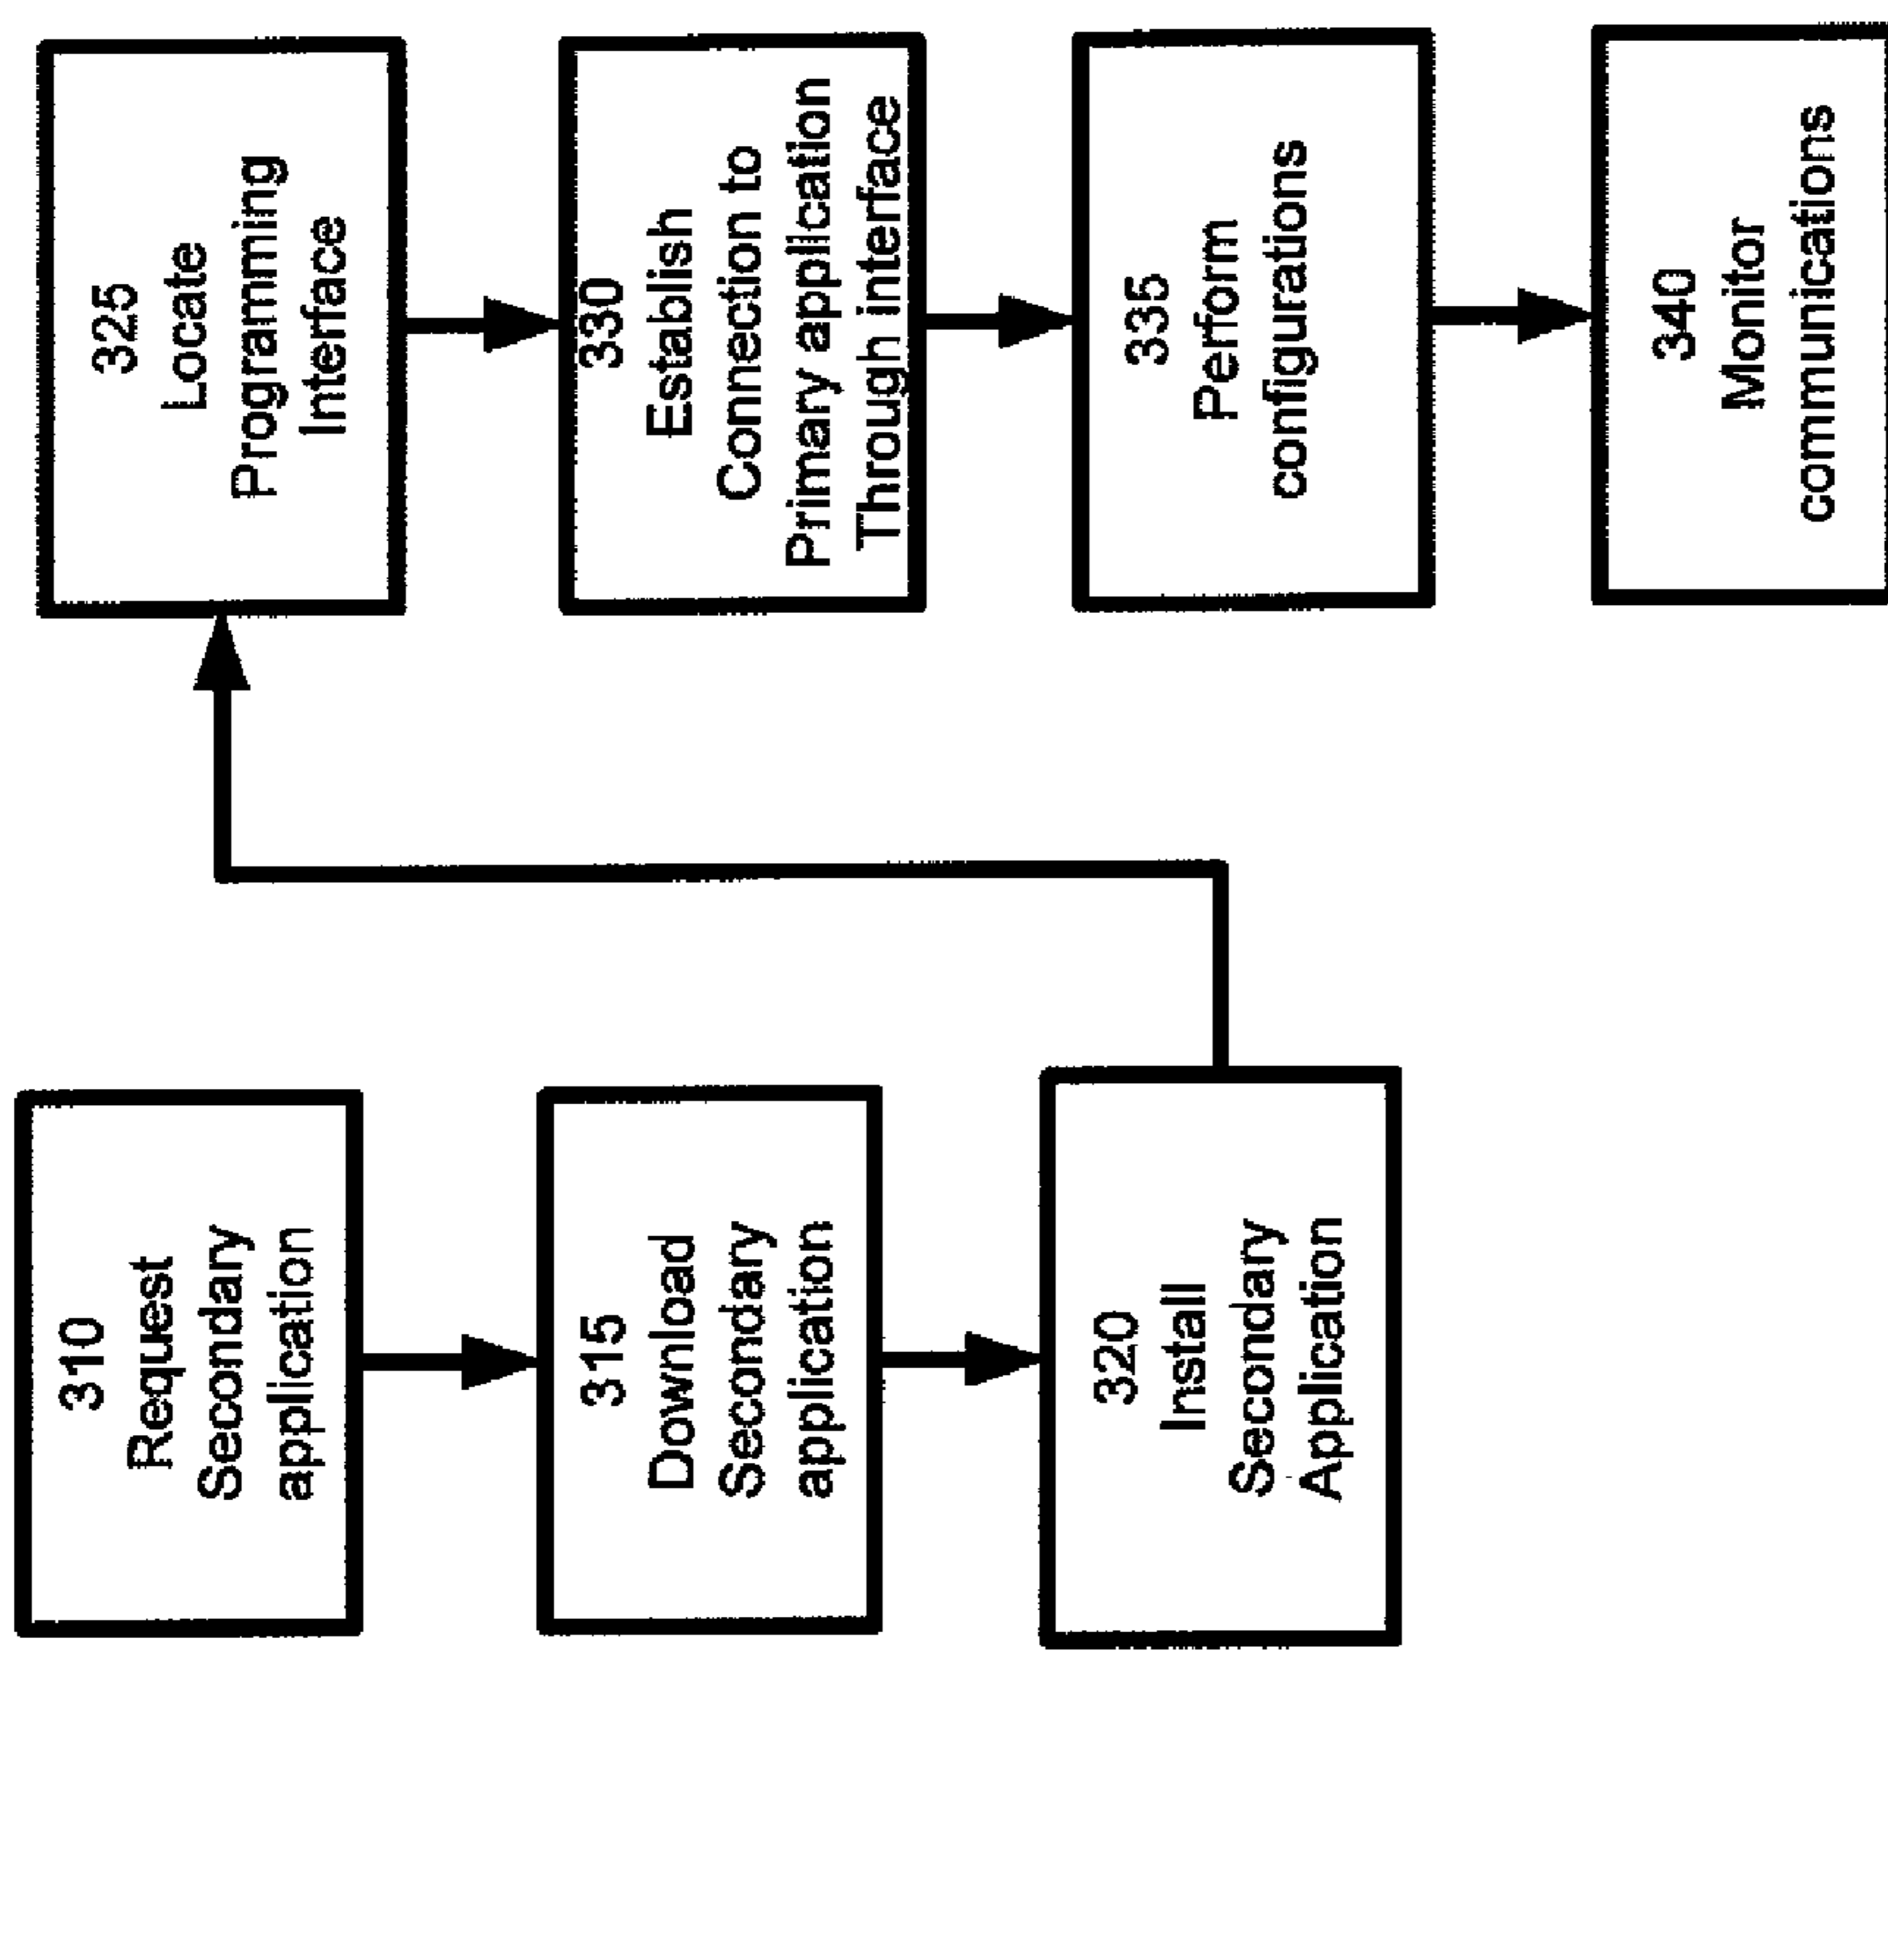 310
Request
Secondary
application
315
Download
Secondary
application
320
Install
Secondary
Application
325
Locate
Programming
Interface
330
Establish
Connection to
Primary application
Through interface
335
Perform
configurations
340
Monitor
communications